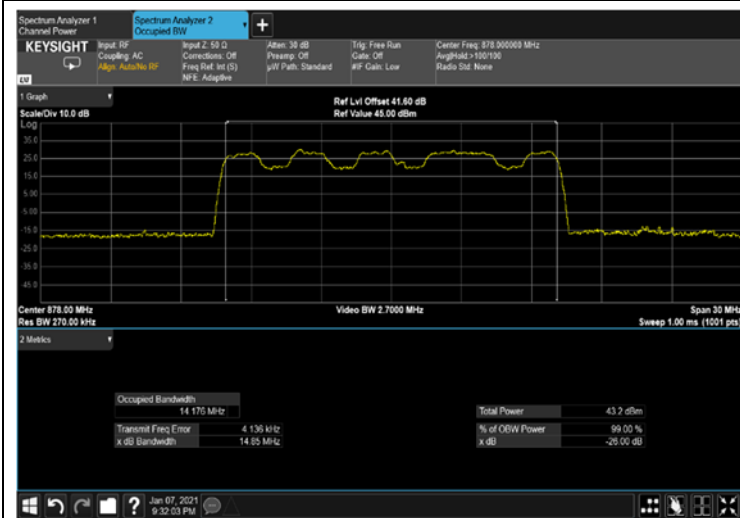 Spectrum Analyzer 1
Channel Power
Spectrum Analyzer 2
Occupied BW
+
KEYSIGHT
Input: RF
Coupling: AC
Align: Auto/No RF
Input Z: 50 Ω
Corrections: Off
Freq Ref: Int (S)
NFE: Adaptive
Atten: 30 dB
Preamp: Off
µW Path: Standard
Trig: Free Run
Gate: Off
#IF Gain: Low
Center Freq: 878.000000 MHz
Avg|Hold:>100/100
Radio Std: None
1 Graph
Scale/Div 10.0 dB
Ref Lvl Offset 41.60 dB
Ref Value 45.00 dBm
Log
35.0
25.0
15.0
5.00
-5.00
-15.0
-25.0
-35.0
-45.0
Center 878.00 MHz
Res BW 270.00 kHz
Video BW 2.7000 MHz
Span 30 MHz
Sweep 1.00 ms (1001 pts)
2 Metrics
Occupied Bandwidth
14.176 MHz
Transmit Freq Error 4.136 kHz
x dB Bandwidth 14.85 MHz
Total Power 43.2 dBm
% of OBW Power 99.00 %
x dB -26.00 dB
?
Jan 07, 2021
9:32:03 PM